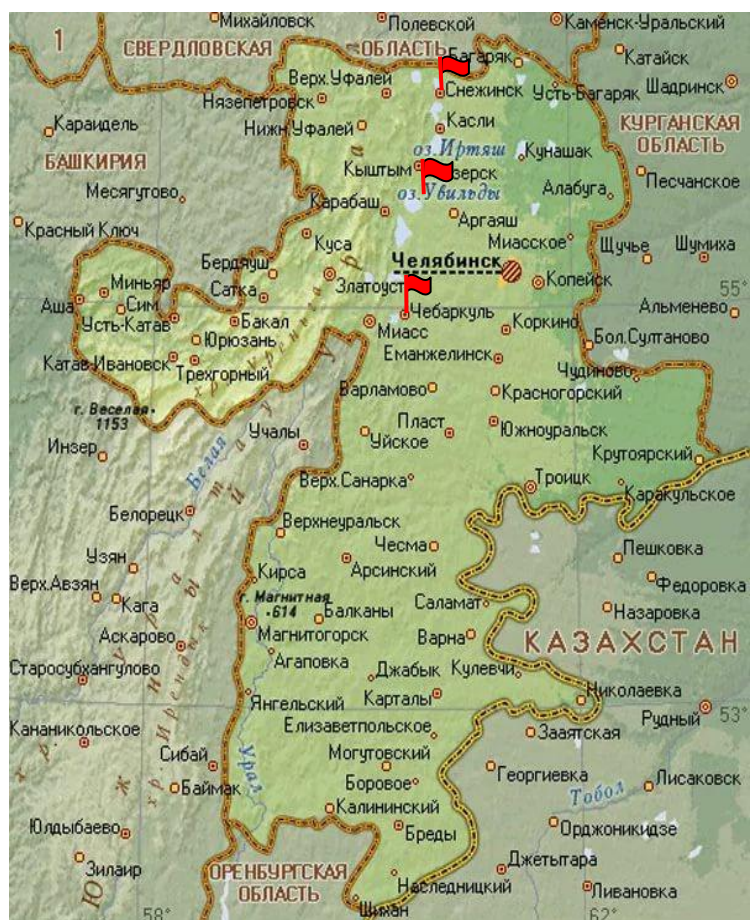 Михайловск
Полевской
Каменск-Уральский
1
СВЕРДЛОВСКАЯ
ОБЛАСТЬ
Багаряк
Катайск
Верх.Уфалей
Нязепетровск
Снежинск
Усть-Багаряк
Шадринск
Караидель
Нижн.Уфалей
Касли
КУРГАНСКАЯ
ОБЛАСТЬ
БАШКИРИЯ
оз.Иртяш
Кунашак
Кыштым
зерск
Месягутово
оз.Увильды
Алабуга
Песчанское
Карабаш
Аргаяш
Красный Ключ
Куса
Миасское
Щучье
Шумиха
Бердяуш
Челябинск
Миньяр
Сатка
Златоуст
Копейск
55°
Аша
Сим
Чебаркуль
Альменево
Усть-Катав
Бакал
Миасс
Коркино
Юрюзань
Бол.Султаново
Катав-Ивановск
Еманжелинск
Трехгорный
Чудиново
хр. Уреньга
Варламово
Красногорский
г. Веселая
1153
Учалы
Пласт
Уйское
Южноуральск
Инзер
Белая
Крутоярский
Верх.Санарка
Троицк
Каракульское
Белорецк
Верхнеуральск
Чесма
Узян
Пешковка
Верх.Авзян
Кирса
Арсинский
Федоровка
Кага
г. Магнитная
614
Балканы
Саламат
Назаровка
Аскарово
Магнитогорск
Варна
КАЗАХСТАН
Старосубхангулово
Агаповка
Джабык
Кулевчи
Янгельский
Карталы
Николаевка
53°
Кананикольское
хр. Ирендык
Елизаветпольское
Зааятская
Рудный
Сибай
Урал
Могутовский
Георгиевка
Баймак
Боровое
Тобол
Лисаковск
Калининский
Юлдыбаево
Бреды
Орджоникидзе
Зилаир
ОРЕНБУРГСКАЯ
ОБЛАСТЬ
Джетыгара
Наследницкий
Шихан
Ливановка
58°
62°